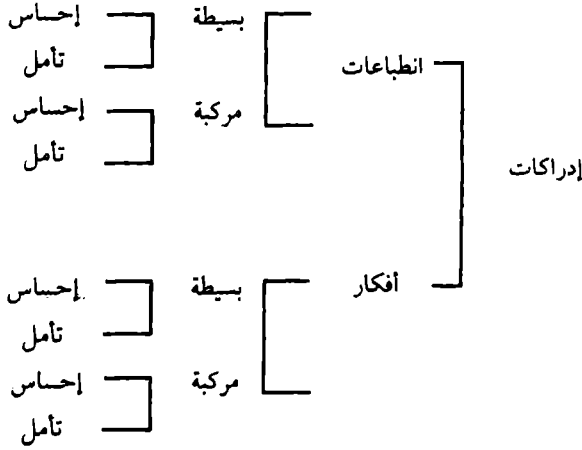 إدراكات
انطباعات
بسيطة
إحساس
تأمل
مركبة
إحساس
تأمل
أفكار
بسيطة
إحساس
تأمل
مركبة
إحساس
تأمل